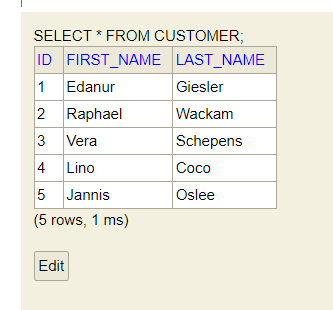 SELECT * FROM CUSTOMER;
ID FIRST_NAME LAST_NAME
1 Edanur Giesler
2 Raphael Wackam
3 Vera Schepens
4 Lino Coco
5 Jannis Oslee
(5 rows, 1 ms)
Edit